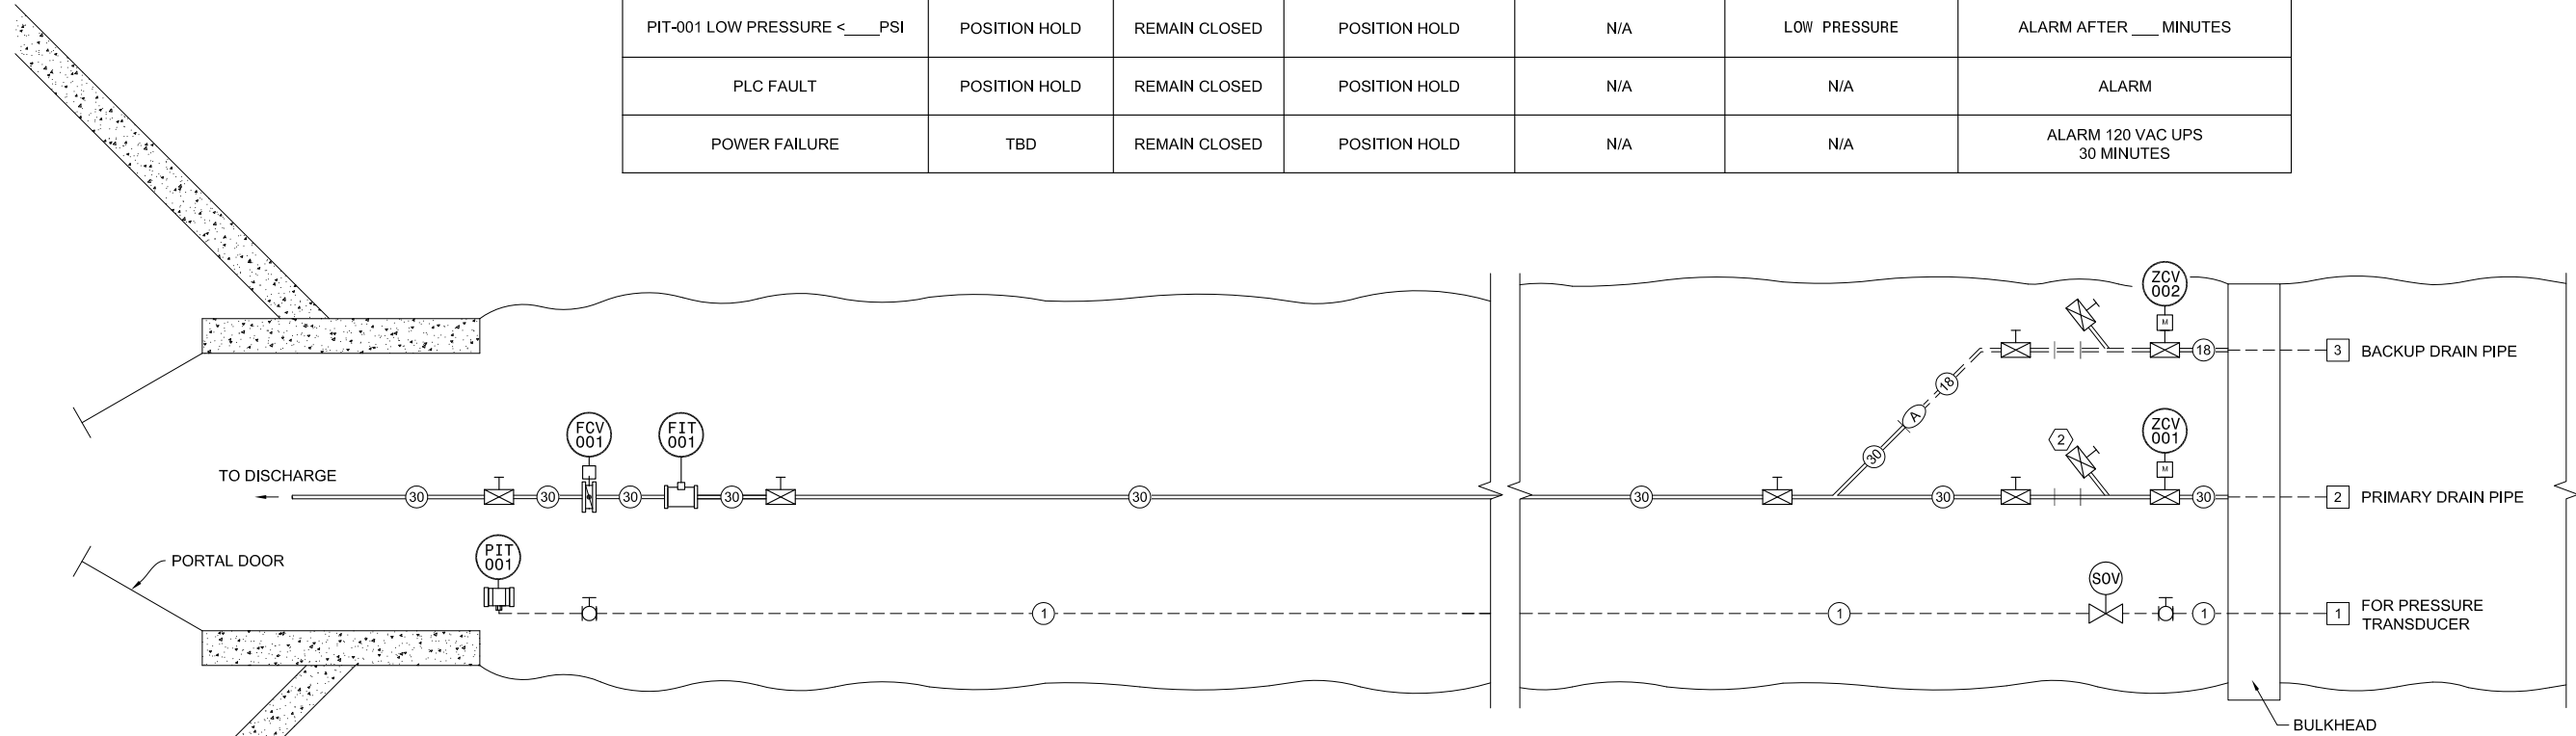 PIT-001 LOW PRESSURE <____PSI POSITION HOLD REMAIN CLOSED POSITION HOLD N/A LOW PRESSURE ALARM AFTER ___ MINUTES
PLC FAULT POSITION HOLD REMAIN CLOSED POSITION HOLD N/A N/A ALARM
POWER FAILURE TBD REMAIN CLOSED POSITION HOLD N/A N/A ALARM 120 VAC UPS
30 MINUTES
ZCV
002
M
18 3 BACKUP DRAIN PIPE
18
A
30
FCV
001
FIT
001
2
ZCV
001
M
TO DISCHARGE
30 30 30 30 30 30 30 30 2 PRIMARY DRAIN PIPE
PIT
001
PORTAL DOOR
SOV
1 1 1 1 FOR PRESSURE
TRANSDUCER
BULKHEAD